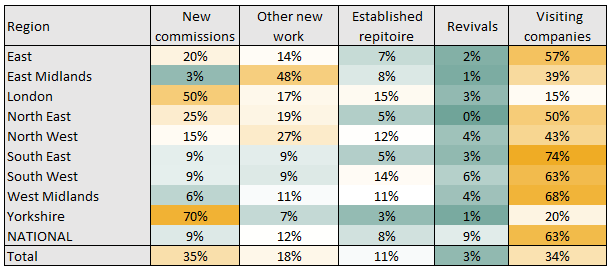 Region New commissions Other new work Established repitoire Revivals Visiting companies
East 20% 14% 7% 2% 57%
East Midlands 3% 48% 8% 1% 39%
London 50% 17% 15% 3% 15%
North East 25% 19% 5% 0% 50%
North West 15% 27% 12% 4% 43%
South East 9% 9% 5% 3% 74%
South West 9% 9% 14% 6% 63%
West Midlands 6% 11% 11% 4% 68%
Yorkshire 70% 7% 3% 1% 20%
NATIONAL 9% 12% 8% 9% 63%
Total 35% 18% 11% 3% 34%